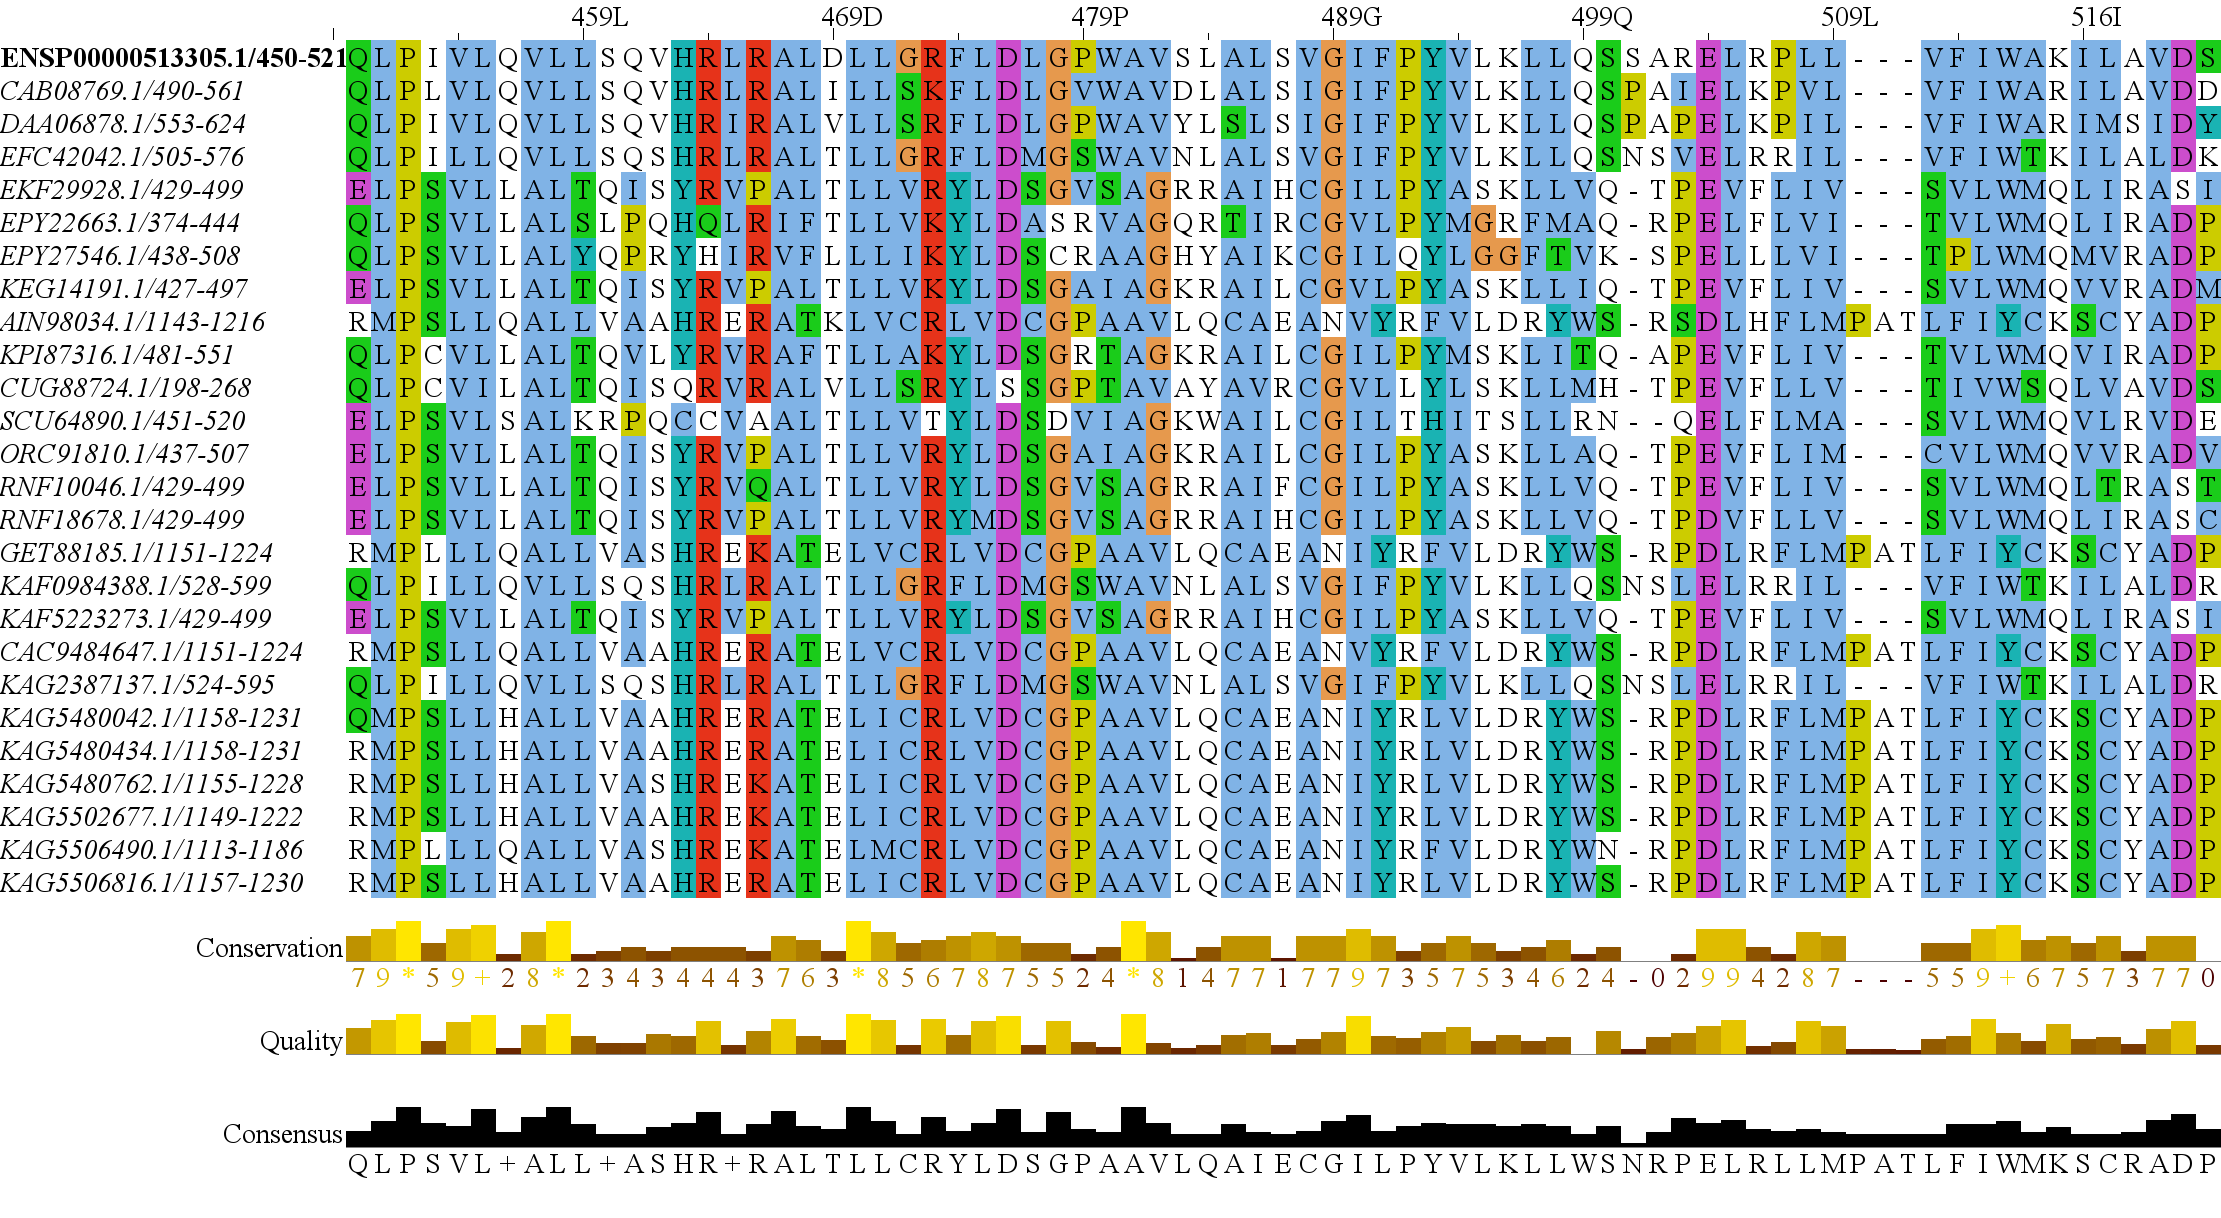 459L 469D 479P 489G 499Q 509L 516I
ENSP00000513305.1/450-521 QLPIVLQVLLSQVHRLRALDLLGRFLDLGPWAVSLALSVGIFPYVLKLLQSSARELRPLL---VFIWAKILAVDS
CAB08769.1/490-561 QLPLVLQVLLSQVHRLRALILLSKFLDLGVWAVDLALSIGIFPYVLKLLQSPAIELKPVL---VFIWARILAVDD
DAA06878.1/553-624 QLPIVLQVLLSQVHRIRALVLLSRFLDLGPWAVYLSLSIGIFPYVLKLLQSPAPELKPIL---VFIWARIMSIDY
EFC42042.1/505-576 QLPILLQVLLSQSHRLRALTLLGRFLDMGSWAVNLALSVGIFPYVLKLLQSNSVELRRIL---VFIWTKILALDK
EKF29928.1/429-499 ELPSVLLALTQISYRVPALTLLVRYLDSGVSAGRRAIHCGILPYASKLLVQ-TPEVFLIV---SVLWMQLIRASI
EPY22663.1/374-444 QLPSVLLALSLPQHQLRIFTLLVKYLDASRVAGQRTIRCGVLPYMGRFMAQ-RPELFLVI---TVLWMQLIRADP
EPY27546.1/438-508 QLPSVLLALYQPRYHIRVFLLLIKYLDSCRAAGHYAIKCGILQYLGGFTVK-SPELLLVI---TPLWMQMVRADP
KEG14191.1/427-497 ELPSVLLALTQISYRVPALTLLVKYLDSGAIAGKRAILCGVLPYASKLLIQ-TPEVFLIV---SVLWMQVVRADM
AIN98034.1/1143-1216 RMPSLLQALLVAAHRERATKLVCRLVDCGPAAVLQCAEANVYRFVLDRYWS-RSDLHFLMPATLFIYCKSCYADP
KPI87316.1/481-551 QLPCVLLALTQVLYRVRAFTLLAKYLDSGRTAGKRAILCGILPYMSKLITQ-APEVFLIV---TVLWMQVIRADP
CUG88724.1/198-268 QLPCVILALTQISQRVRALVLLSRYLSSGPTAVAYAVRCGVLLYLSKLLMH-TPEVFLLV---TIVWSQLVAVDS
SCU64890.1/451-520 ELPSVLSALKRPQCCVAALTLLVTYLDSDVIAGKWAILCGILTHITSLLRN--QELFLMA---SVLWMQVLRVDE
ORC91810.1/437-507 ELPSVLLALTQISYRVPALTLLVRYLDSGAIAGKRAILCGILPYASKLLAQ-TPEVFLIM---CVLWMQVVRADV
RNF10046.1/429-499 ELPSVLLALTQISYRVQALTLLVRYLDSGVSAGRRAIFCGILPYASKLLVQ-TPEVFLIV---SVLWMQLTRAST
RNF18678.1/429-499 ELPSVLLALTQISYRVPALTLLVRYMDSGVSAGRRAIHCGILPYASKLLVQ-TPDVFLLV---SVLWMQLIRASC
GET88185.1/1151-1224 RMPLLLQALLVASHREKATELVCRLVDCGPAAVLQCAEANIYRFVLDRYWS-RPDLRFLMPATLFIYCKSCYADP
KAF0984388.1/528-599 QLPILLQVLLSQSHRLRALTLLGRFLDMGSWAVNLALSVGIFPYVLKLLQSNSLELRRIL---VFIWTKILALDR
KAF5223273.1/429-499 ELPSVLLALTQISYRVPALTLLVRYLDSGVSAGRRAIHCGILPYASKLLVQ-TPEVFLIV---SVLWMQLIRASI
CAC9484647.1/1151-1224 RMPSLLQALLVAAHRERATELVCRLVDCGPAAVLQCAEANVYRFVLDRYWS-RPDLRFLMPATLFIYCKSCYADP
KAG2387137.1/524-595 QLPILLQVLLSQSHRLRALTLLGRFLDMGSWAVNLALSVGIFPYVLKLLQSNSLELRRIL---VFIWTKILALDR
KAG5480042.1/1158-1231 QMPSLLHALLVAAHRERATELICRLVDCGPAAVLQCAEANIYRLVLDRYWS-RPDLRFLMPATLFIYCKSCYADP
KAG5480434.1/1158-1231 RMPSLLHALLVAAHRERATELICRLVDCGPAAVLQCAEANIYRLVLDRYWS-RPDLRFLMPATLFIYCKSCYADP
KAG5480762.1/1155-1228 RMPSLLHALLVASHREKATELICRLVDCGPAAVLQCAEANIYRLVLDRYWS-RPDLRFLMPATLFIYCKSCYADP
KAG5502677.1/1149-1222 RMPSLLHALLVAAHREKATELICRLVDCGPAAVLQCAEANIYRLVLDRYWS-RPDLRFLMPATLFIYCKSCYADP
KAG5506490.1/1113-1186 RMPLLLQALLVASHREKATELMCRLVDCGPAAVLQCAEANIYRFVLDRYWN-RPDLRFLMPATLFIYCKSCYADP
KAG5506816.1/1157-1230 RMPSLLHALLVAAHRERATELICRLVDCGPAAVLQCAEANIYRLVLDRYWS-RPDLRFLMPATLFIYCKSCYADP
Conservation
79*59+28*23434443763*8567875524*8147717797357534624-02994287---559+67573770
Quality
Consensus
QLPSVL+ALL+ASHR+RALTLLCRYLDSGPAAVLQAIECGILPYVLKLLWSNRPELRLLMPATLFIWMKSCRADP